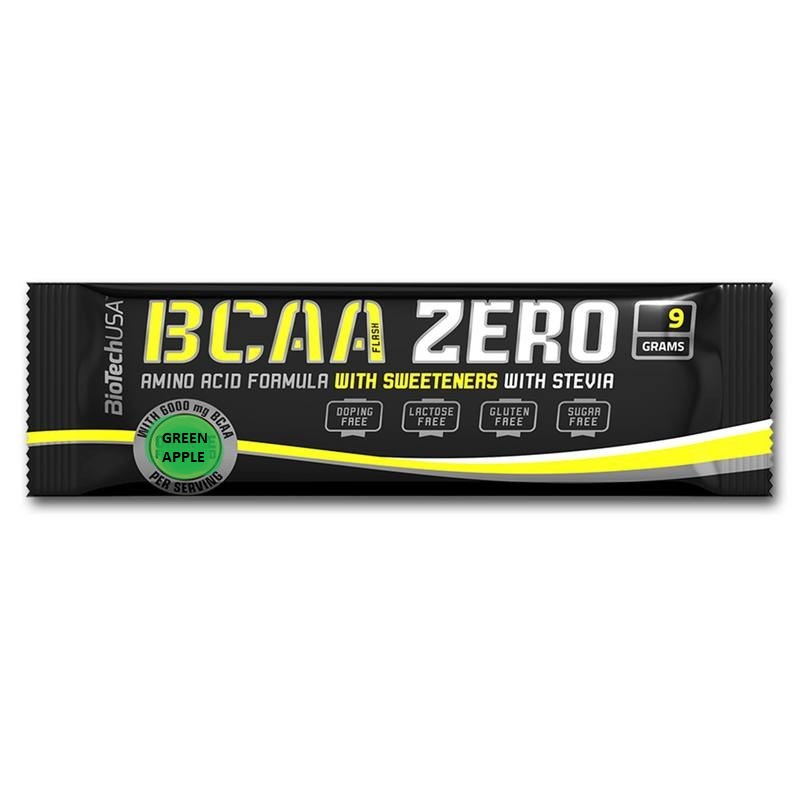 BioTechUSA
BCAA FLASH ZERO
9
GRAMS
AMINO ACID FORMULA WITH SWEETENERS WITH STEVIA
DOPING
FREE
LACTOSE
FREE
GLUTEN
FREE
SUGAR
FREE
WITH 6000 mg BCAA
GREEN
APPLE
PER SERVING